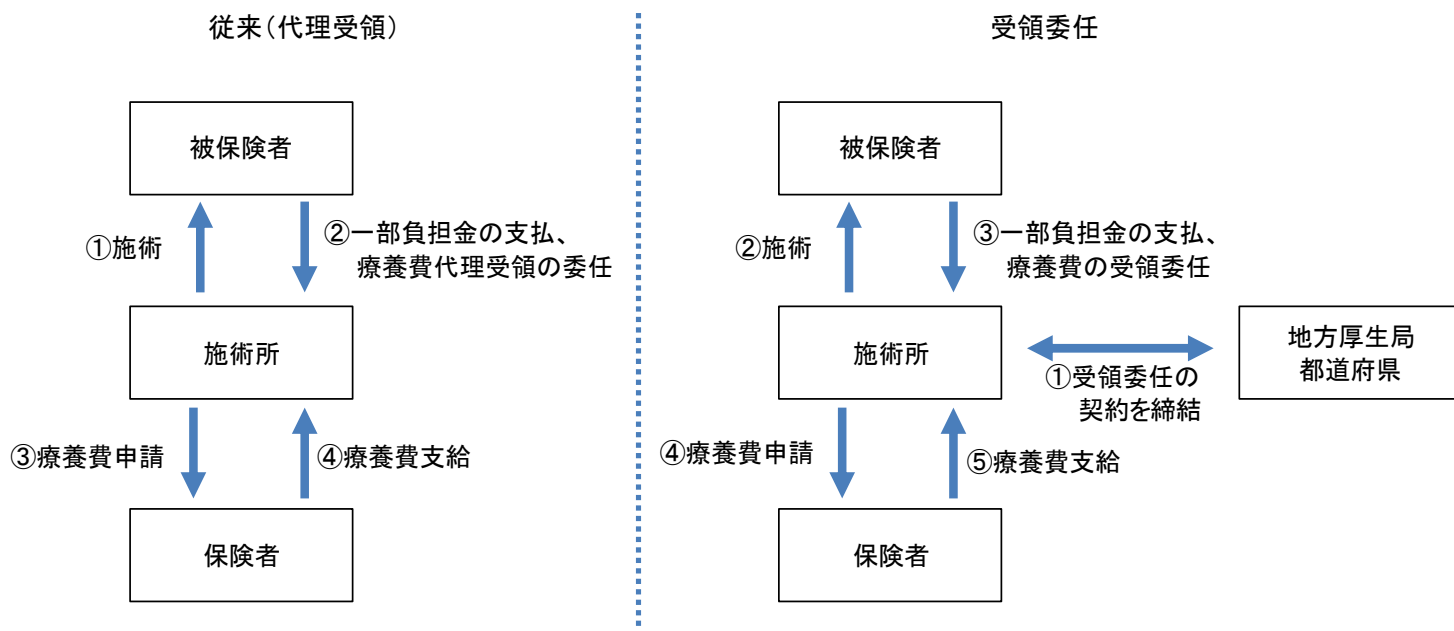 従来（代理受領）
被保険者
①施術
②一部負担金の支払、
療養費代理受領の委任
施術所
③療養費申請
④療養費支給
保険者
受領委任
被保険者
②施術
③一部負担金の支払、
療養費の受領委任
施術所
①受領委任の
契約を締結
地方厚生局
都道府県
④療養費申請
⑤療養費支給
保険者